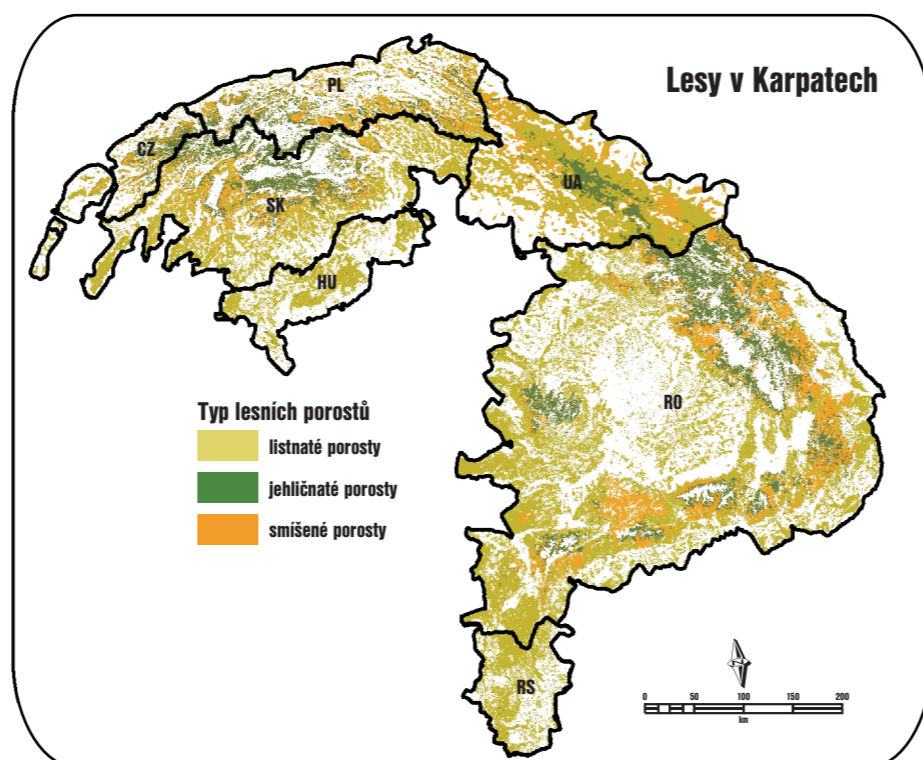 Lesy v Karpatech
PL
CZ
UA
SK
HU
RO
RS
Typ lesních porostů
listnaté porosty
jehličnaté porosty
smíšené porosty
0 50 100 150 200
km